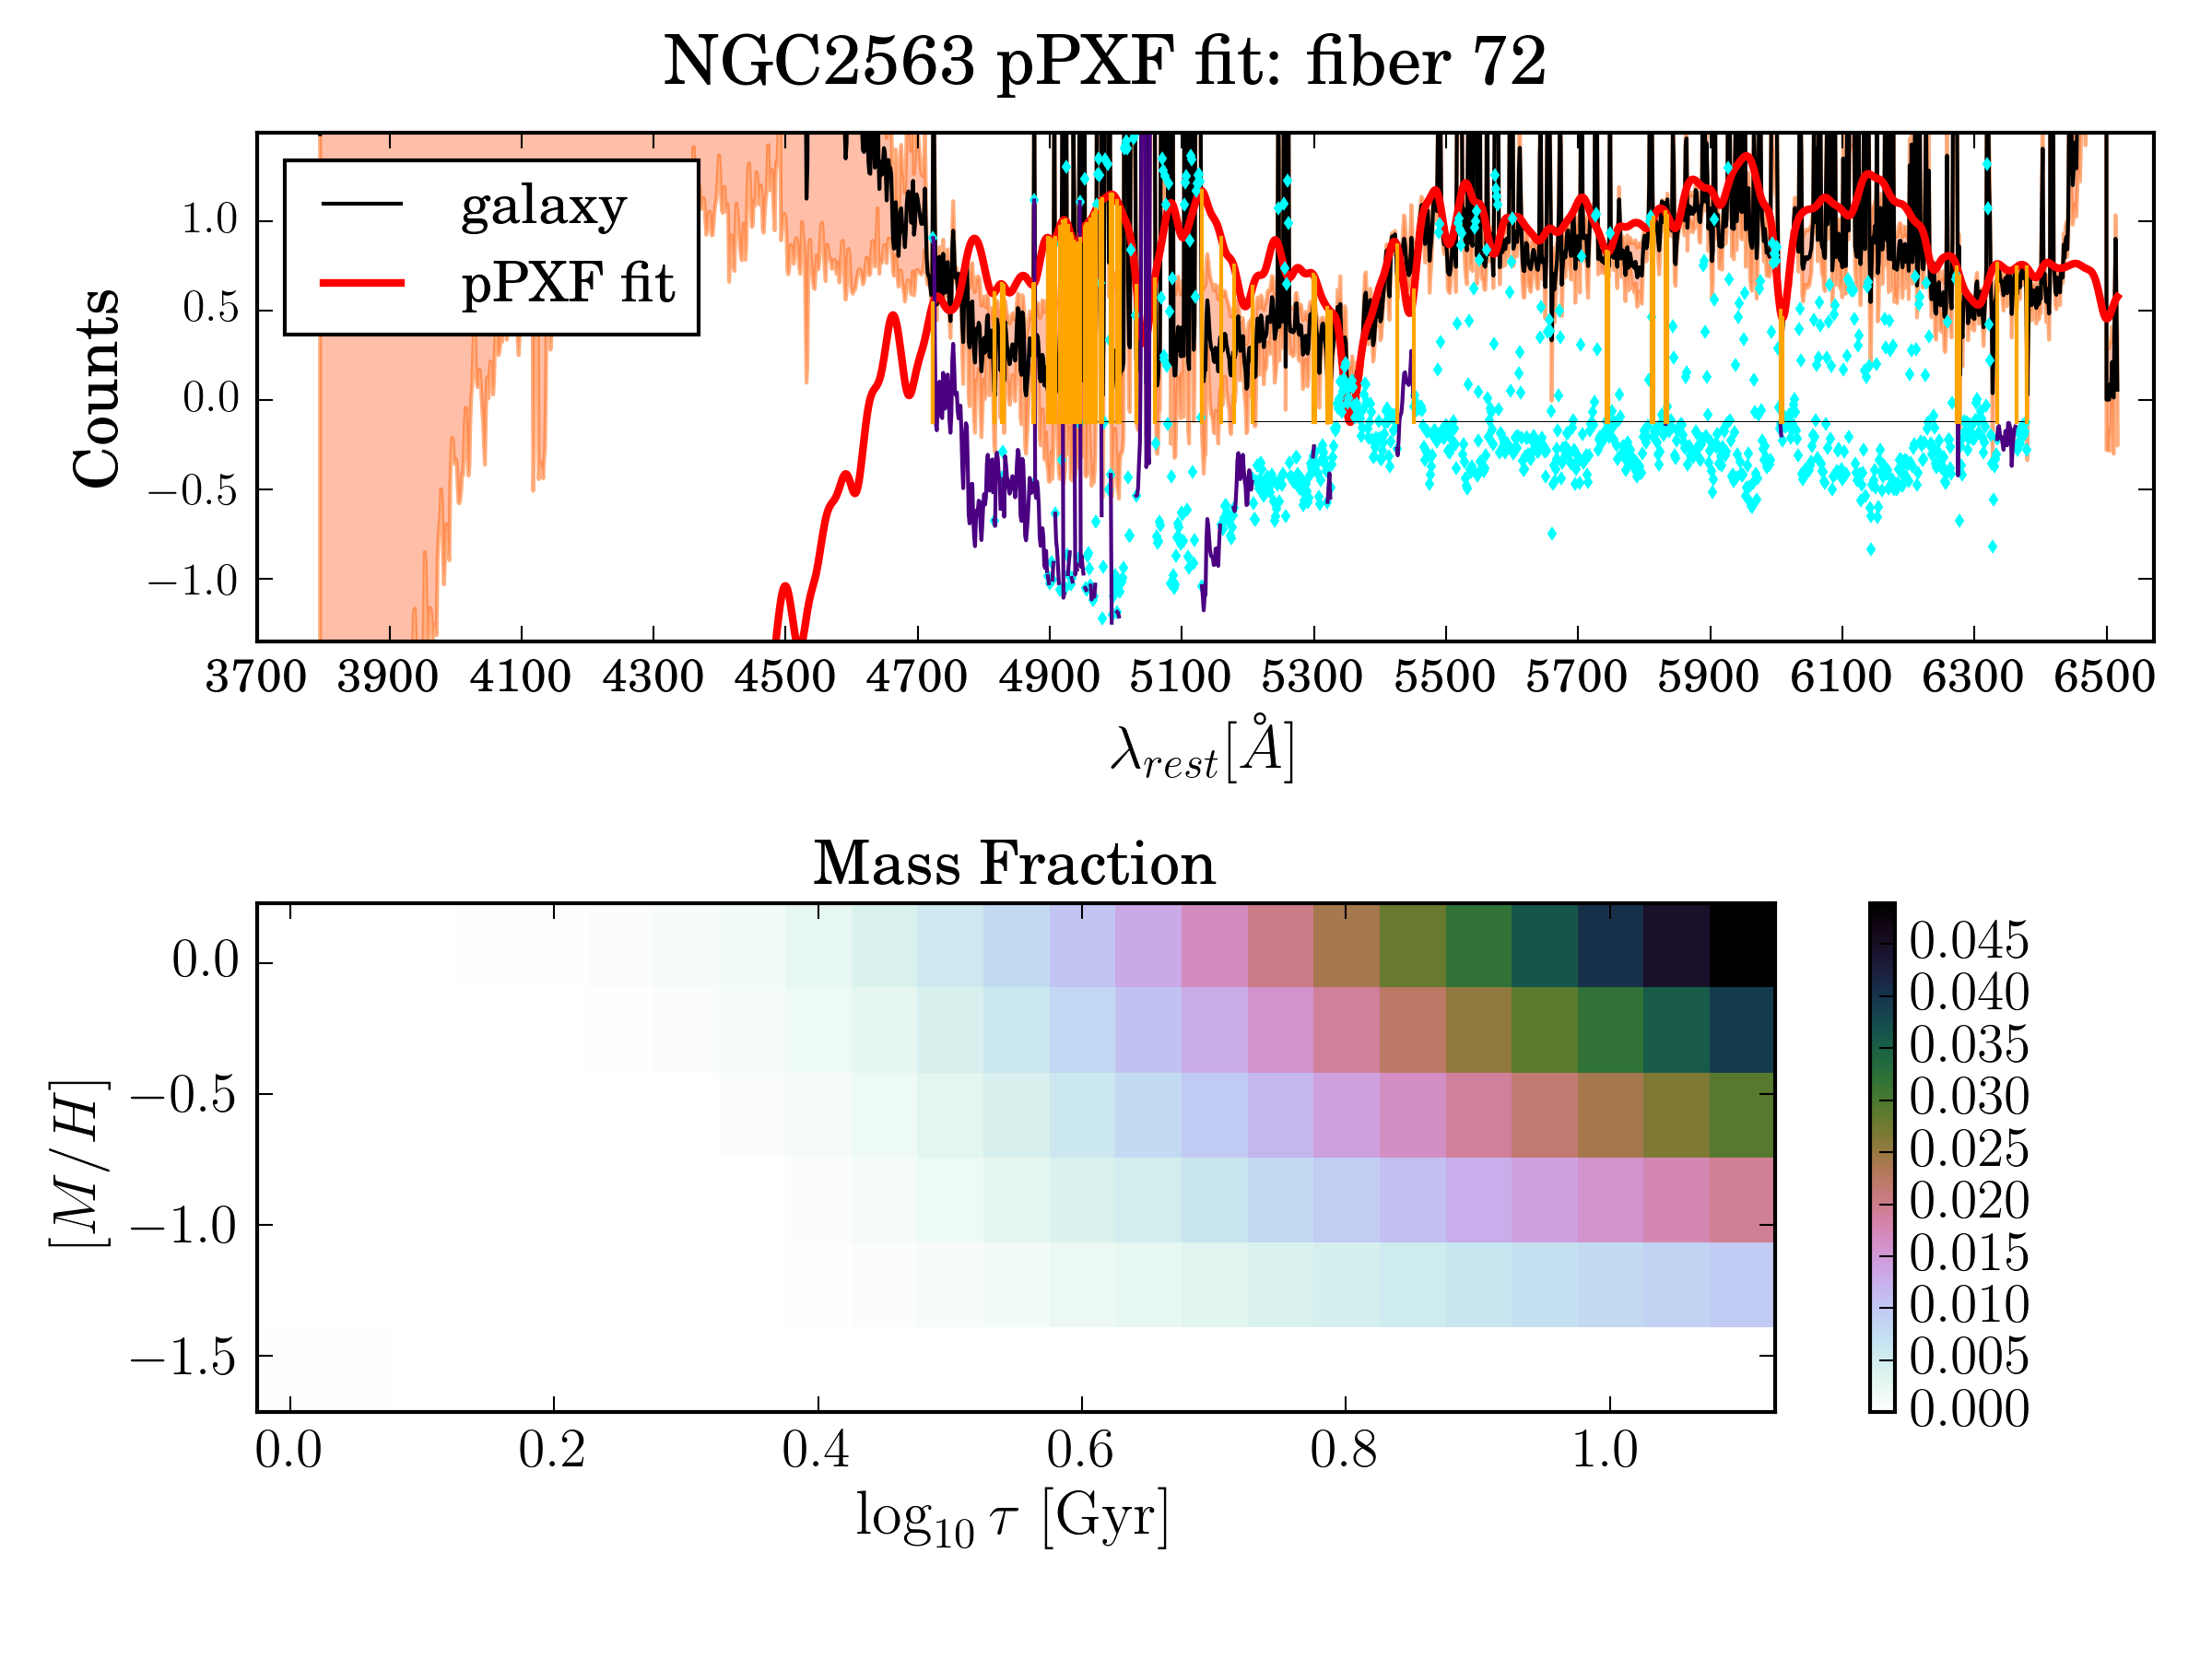 NGC2563 pPXF fit: fiber 72
galaxy
pPXF fit
Counts
1.0
0.5
0.0
−0.5
−1.0
3700 3900 4100 4300 4500 4700 4900 5100 5300 5500 5700 5900 6100 6300 6500
λ_rest[Å]
Mass Fraction
[M/H]
0.0
−0.5
−1.0
−1.5
0.0 0.2 0.4 0.6 0.8 1.0
log₁₀ τ [Gyr]
0.045
0.040
0.035
0.030
0.025
0.020
0.015
0.010
0.005
0.000